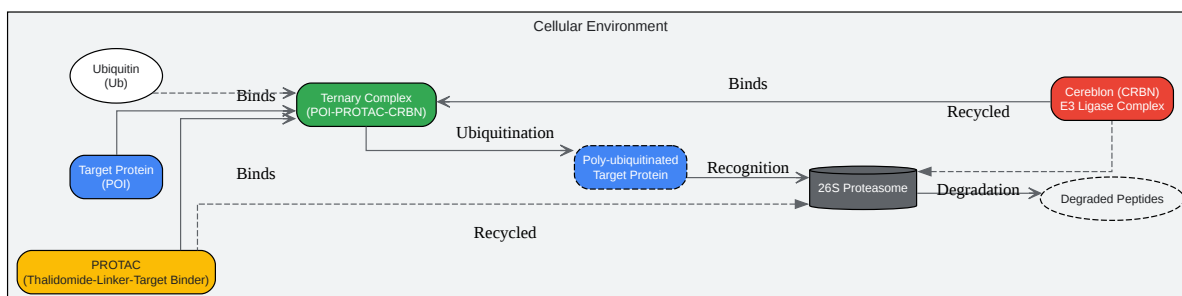 Cellular Environment
Ubiquitin
(Ub)
Binds
Ternary Complex
(POI-PROTAC-CRBN)
Binds
Cereblon (CRBN)
E3 Ligase Complex
Recycled
Ubiquitination
Target Protein
(POI)
Binds
Poly-ubiquitinated
Target Protein
Recognition
26S Proteasome
Degradation
Degraded Peptides
Recycled
PROTAC
(Thalidomide-Linker-Target Binder)